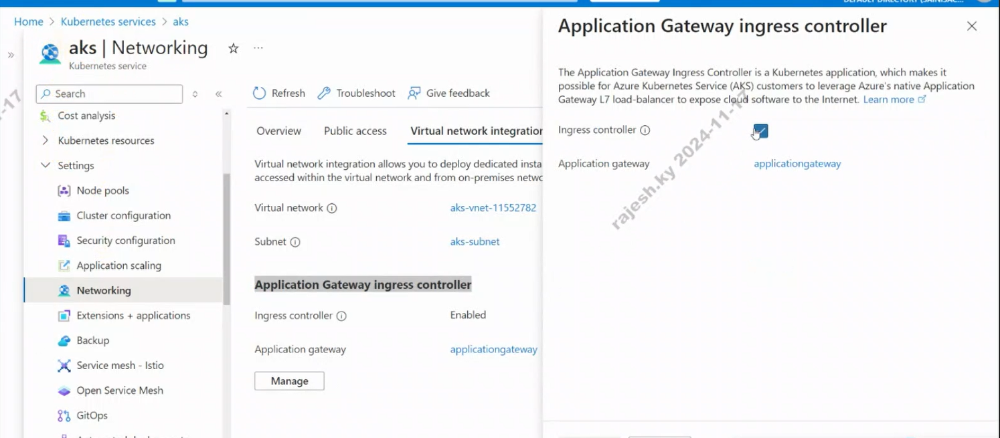 Home > Kubernetes services > aks
aks | Networking
Kubernetes service
Search
Cost analysis
Kubernetes resources
Settings
Node pools
Cluster configuration
Security configuration
Application scaling
Networking
Extensions + applications
Backup
Service mesh - Istio
Open Service Mesh
GitOps
Refresh
Troubleshoot
Give feedback
Overview
Public access
Virtual network integration
Virtual network integration allows you to deploy dedicated insta
accessed within the virtual network and from on-premises netwo
Virtual network
aks-vnet-11552782
Subnet
aks-subnet
Application Gateway ingress controller
Ingress controller
Enabled
Application gateway
applicationgateway
Manage
Application Gateway ingress controller
The Application Gateway Ingress Controller is a Kubernetes application, which makes it
possible for Azure Kubernetes Service (AKS) customers to leverage Azure's native Application
Gateway L7 load-balancer to expose cloud software to the Internet. Learn more
Ingress controller
Application gateway
applicationgateway
rajesh.ky 2024-11-17
-17